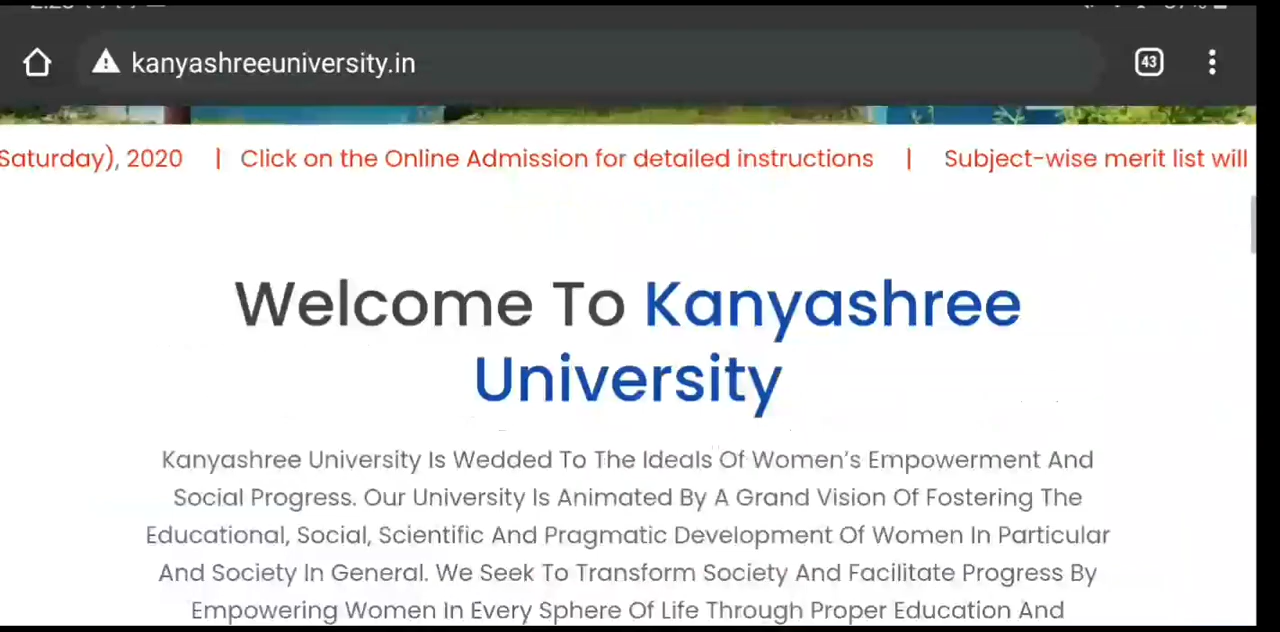 kanyashreeuniversity.in
43
Saturday), 2020 | Click on the Online Admission for detailed instructions | Subject-wise merit list will
Welcome To Kanyashree
University
Kanyashree University Is Wedded To The Ideals Of Women's Empowerment And
Social Progress. Our University Is Animated By A Grand Vision Of Fostering The
Educational, Social, Scientific And Pragmatic Development Of Women In Particular
And Society In General. We Seek To Transform Society And Facilitate Progress By
Empowering Women In Every Sphere Of Life Through Proper Education And